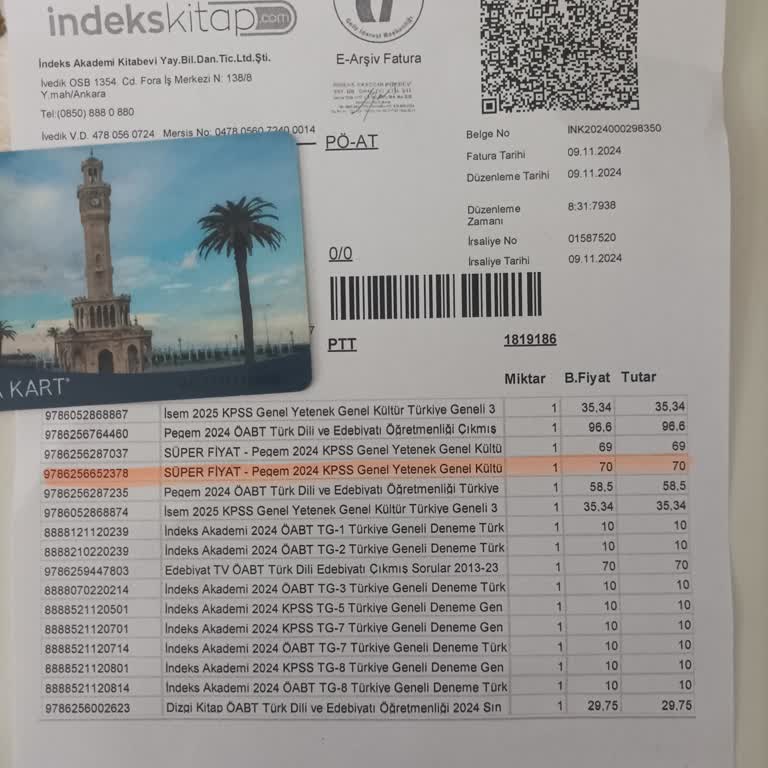 indekskitap.com
İndeks Akademi Kitabevi Yay.Bil.Dan.Tic.Ltd.Şti.
İvedik OSB 1354. Cd. Fora İş Merkezi N: 138/8
Y.mah/Ankara
Tel:(0850) 888 0 880
İvedik V.D. 478 056 0724 Mersis No: 0478 0560 7240 0014
E-Arşiv Fatura
PÖ-AT
Belge No INK2024000298350
Fatura Tarihi 09.11.2024
Düzenleme Tarihi 09.11.2024
Düzenleme Zamanı 8:31:7938
İrsaliye No 01587520
İrsaliye Tarihi 09.11.2024
0/0
PTT
1819186
KART
Miktar B.Fiyat Tutar
9786052868867 İsem 2025 KPSS Genel Yetenek Genel Kültür Türkiye Geneli 3 1 35,34 35,34
9786256764460 Pegem 2024 ÖABT Türk Dili ve Edebiyatı Öğretmenliği Çıkmış 1 96,6 96,6
9786256287037 SÜPER FİYAT - Pegem 2024 KPSS Genel Yetenek Genel Kültü 1 69 69
9786256652378 SÜPER FİYAT - Pegem 2024 KPSS Genel Yetenek Genel Kültü 1 70 70
9786256287235 Pegem 2024 ÖABT Türk Dili ve Edebiyatı Öğretmenliği Türkiye 1 58,5 58,5
9786052868874 İsem 2025 KPSS Genel Yetenek Genel Kültür Türkiye Geneli 3 1 35,34 35,34
8888121120239 İndeks Akademi 2024 ÖABT TG-1 Türkiye Geneli Deneme Türk 1 10 10
8888210220239 İndeks Akademi 2024 ÖABT TG-2 Türkiye Geneli Deneme Türk 1 10 10
9786259447803 Edebiyat TV ÖABT Türk Dili Edebiyatı Çıkmış Sorular 2013-23 1 70 70
8888070220214 İndeks Akademi 2024 ÖABT TG-3 Türkiye Geneli Deneme Türk 1 10 10
8888521120501 İndeks Akademi 2024 KPSS TG-5 Türkiye Geneli Deneme Gen 1 10 10
8888521120701 İndeks Akademi 2024 KPSS TG-7 Türkiye Geneli Deneme Gen 1 10 10
8888521120714 İndeks Akademi 2024 ÖABT TG-7 Türkiye Geneli Deneme Türk 1 10 10
8888521120801 İndeks Akademi 2024 KPSS TG-8 Türkiye Geneli Deneme Gen 1 10 10
8888521120814 İndeks Akademi 2024 ÖABT TG-8 Türkiye Geneli Deneme Türk 1 10 10
9786256002623 Dizgi Kitap ÖABT Türk Dili ve Edebiyatı Öğretmenliği 2024 Sın 1 29,75 29,75